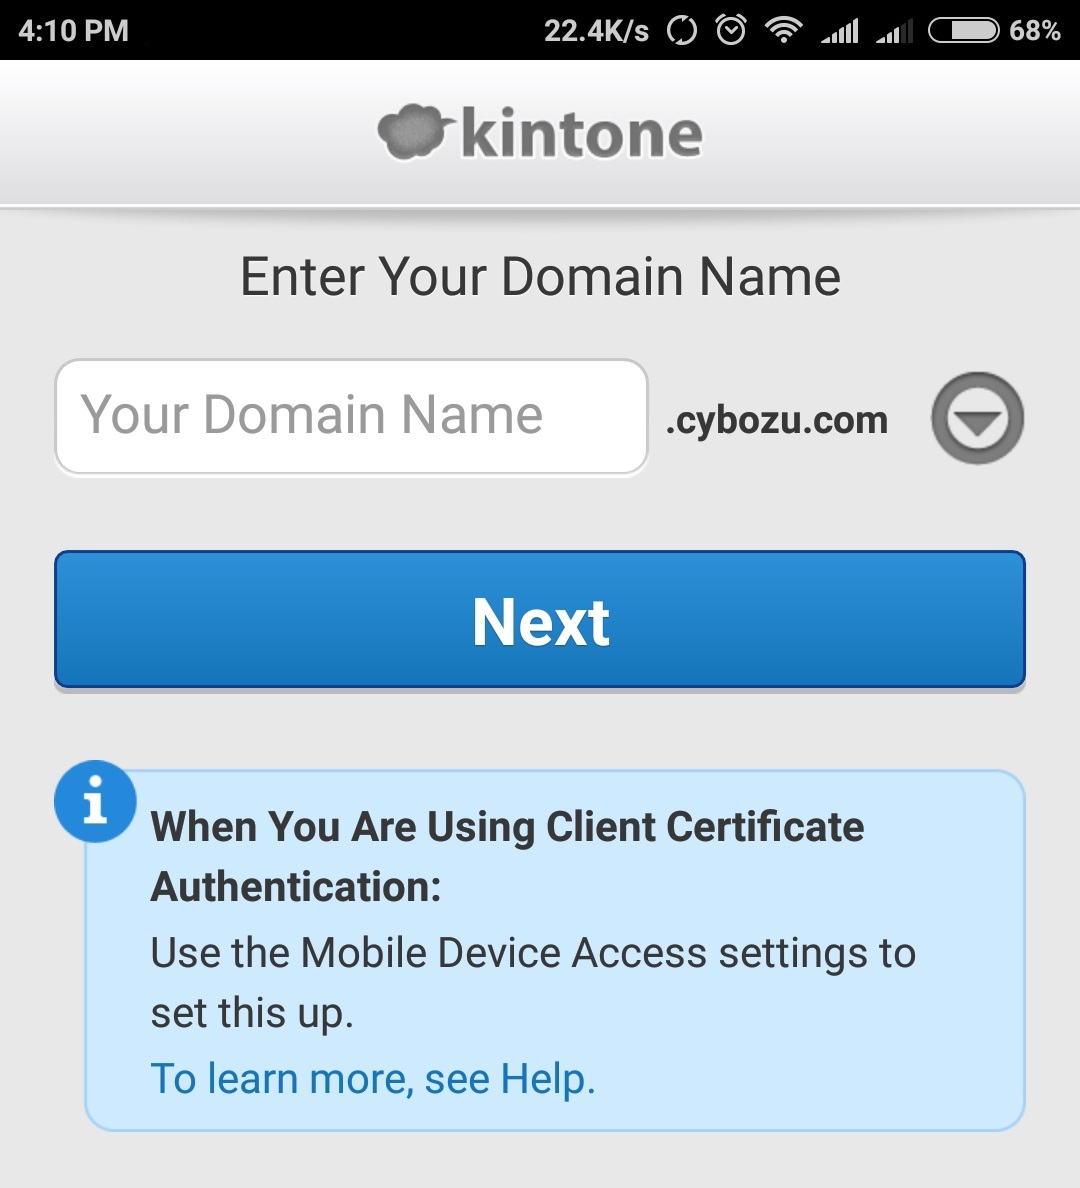 4:10 PM 22.4K/s 68%
kintone
Enter Your Domain Name
Your Domain Name .cybozu.com
Next
When You Are Using Client Certificate
Authentication:
Use the Mobile Device Access settings to
set this up.
To learn more, see Help.